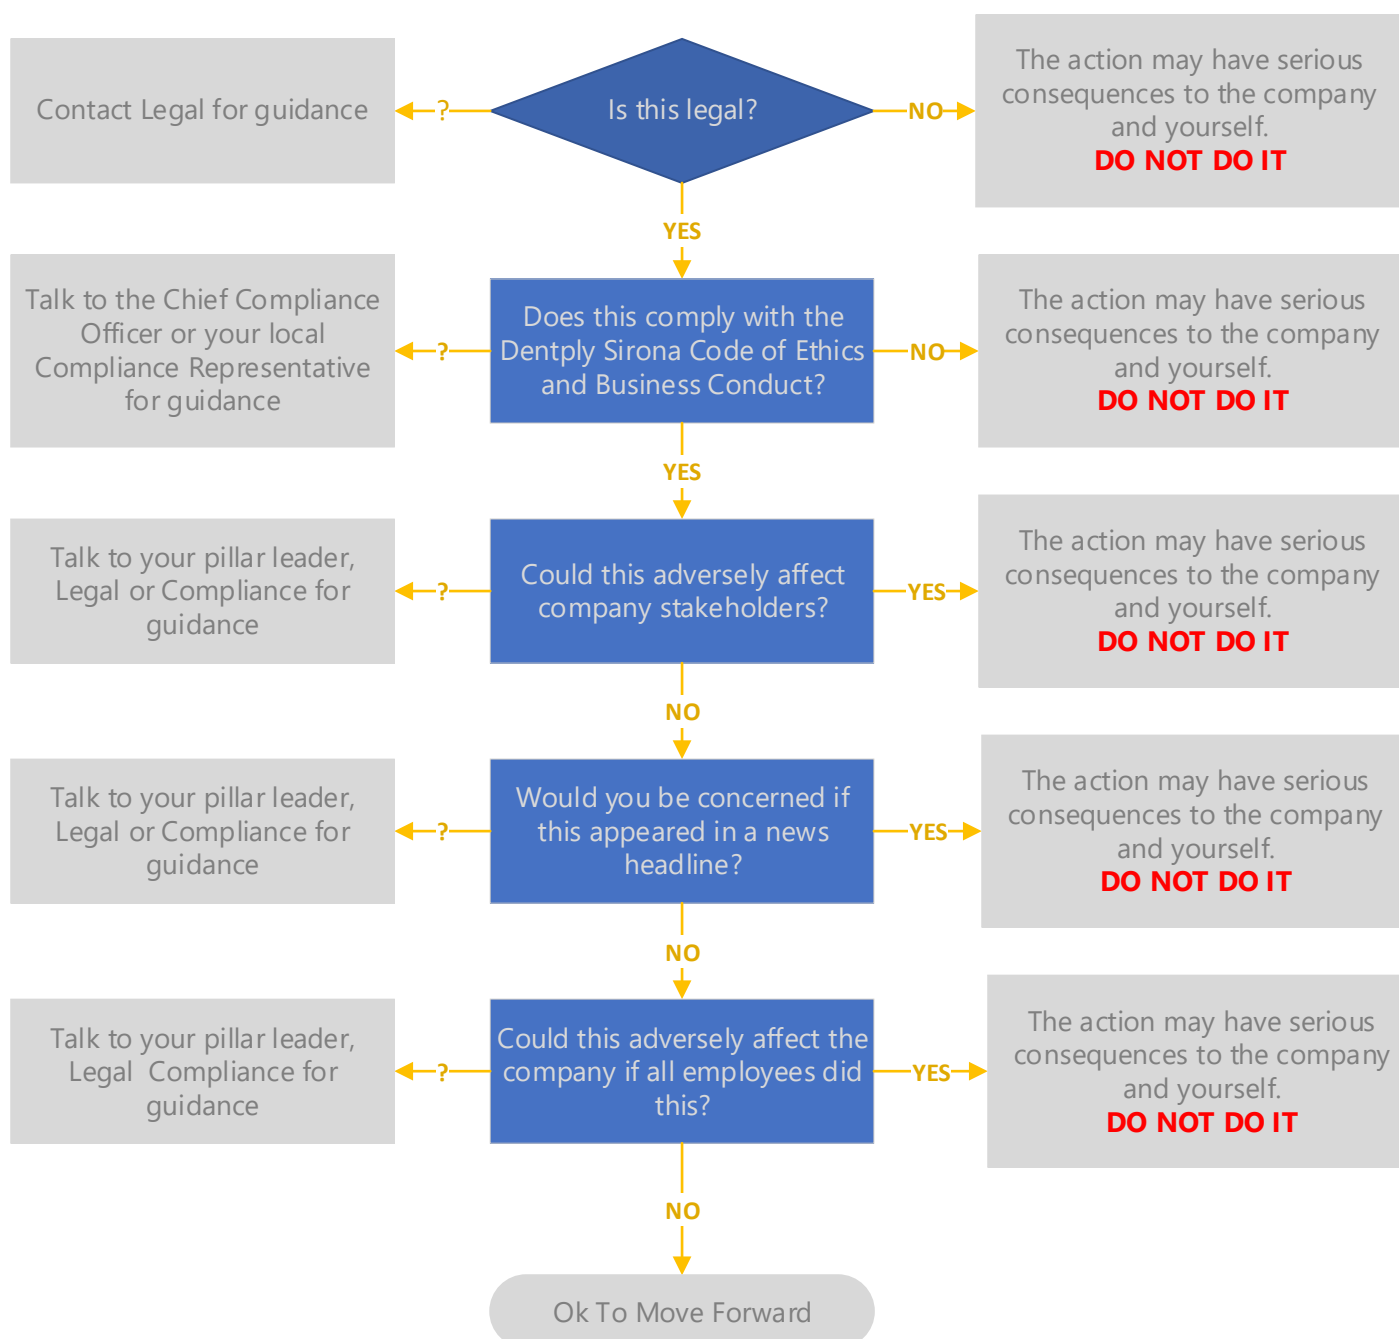 Contact Legal for guidance
?
Is this legal?
NO
The action may have serious
consequences to the company
and yourself.
DO NOT DO IT
YES
Talk to the Chief Compliance
Officer or your local
Compliance Representative
for guidance
?
Does this comply with the
Dentply Sirona Code of Ethics
and Business Conduct?
NO
The action may have serious
consequences to the company
and yourself.
DO NOT DO IT
YES
Talk to your pillar leader,
Legal or Compliance for
guidance
?
Could this adversely affect
company stakeholders?
YES
The action may have serious
consequences to the company
and yourself.
DO NOT DO IT
NO
Talk to your pillar leader,
Legal or Compliance for
guidance
?
Would you be concerned if
this appeared in a news
headline?
YES
The action may have serious
consequences to the company
and yourself.
DO NOT DO IT
NO
Talk to your pillar leader,
Legal  Compliance for
guidance
?
Could this adversely affect the
company if all employees did
this?
YES
The action may have serious
consequences to the company
and yourself.
DO NOT DO IT
NO
Ok To Move Forward